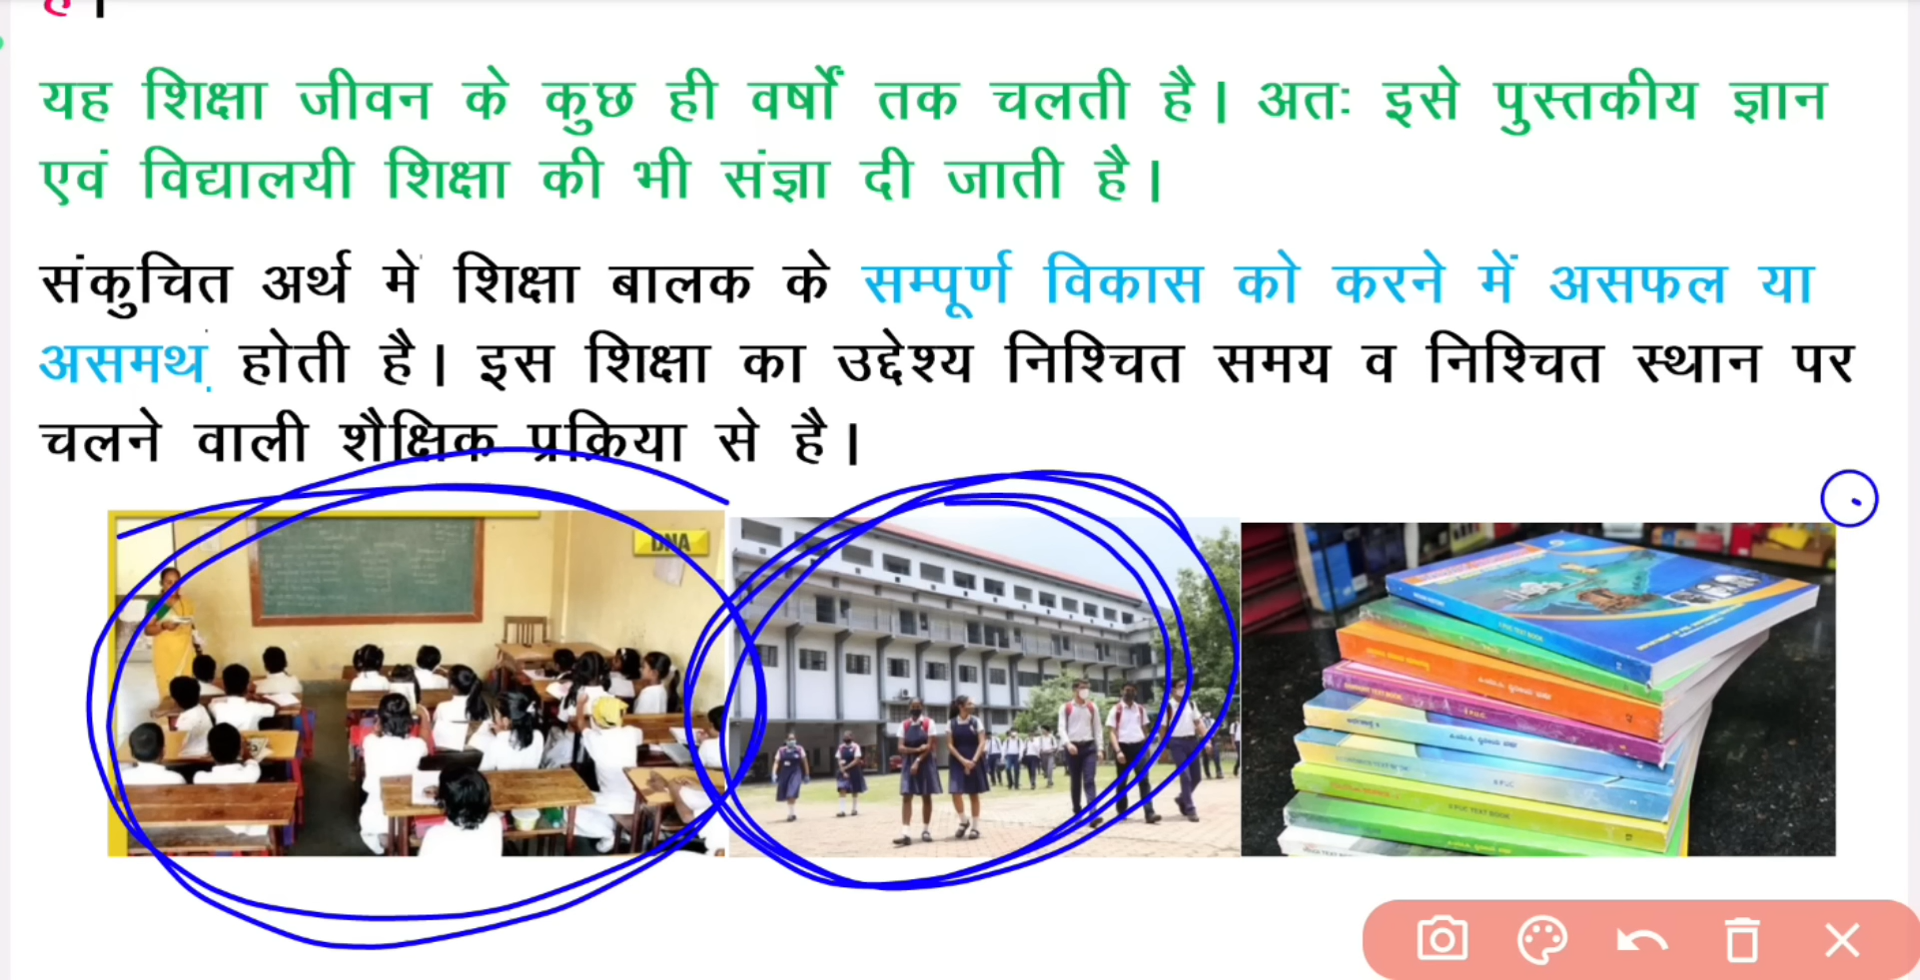 यह शिक्षा जीवन के कुछ ही वर्षों तक चलती है। अतः इसे पुस्तकीय ज्ञान
एवं विद्यालयी शिक्षा की भी संज्ञा दी जाती है।
संकुचित अर्थ में शिक्षा बालक के सम्पूर्ण विकास को करने में असफल या
असमथ होती है। इस शिक्षा का उद्देश्य निश्चित समय व निश्चित स्थान पर
चलने वाली शैक्षिक प्रक्रिया से है।
DNA